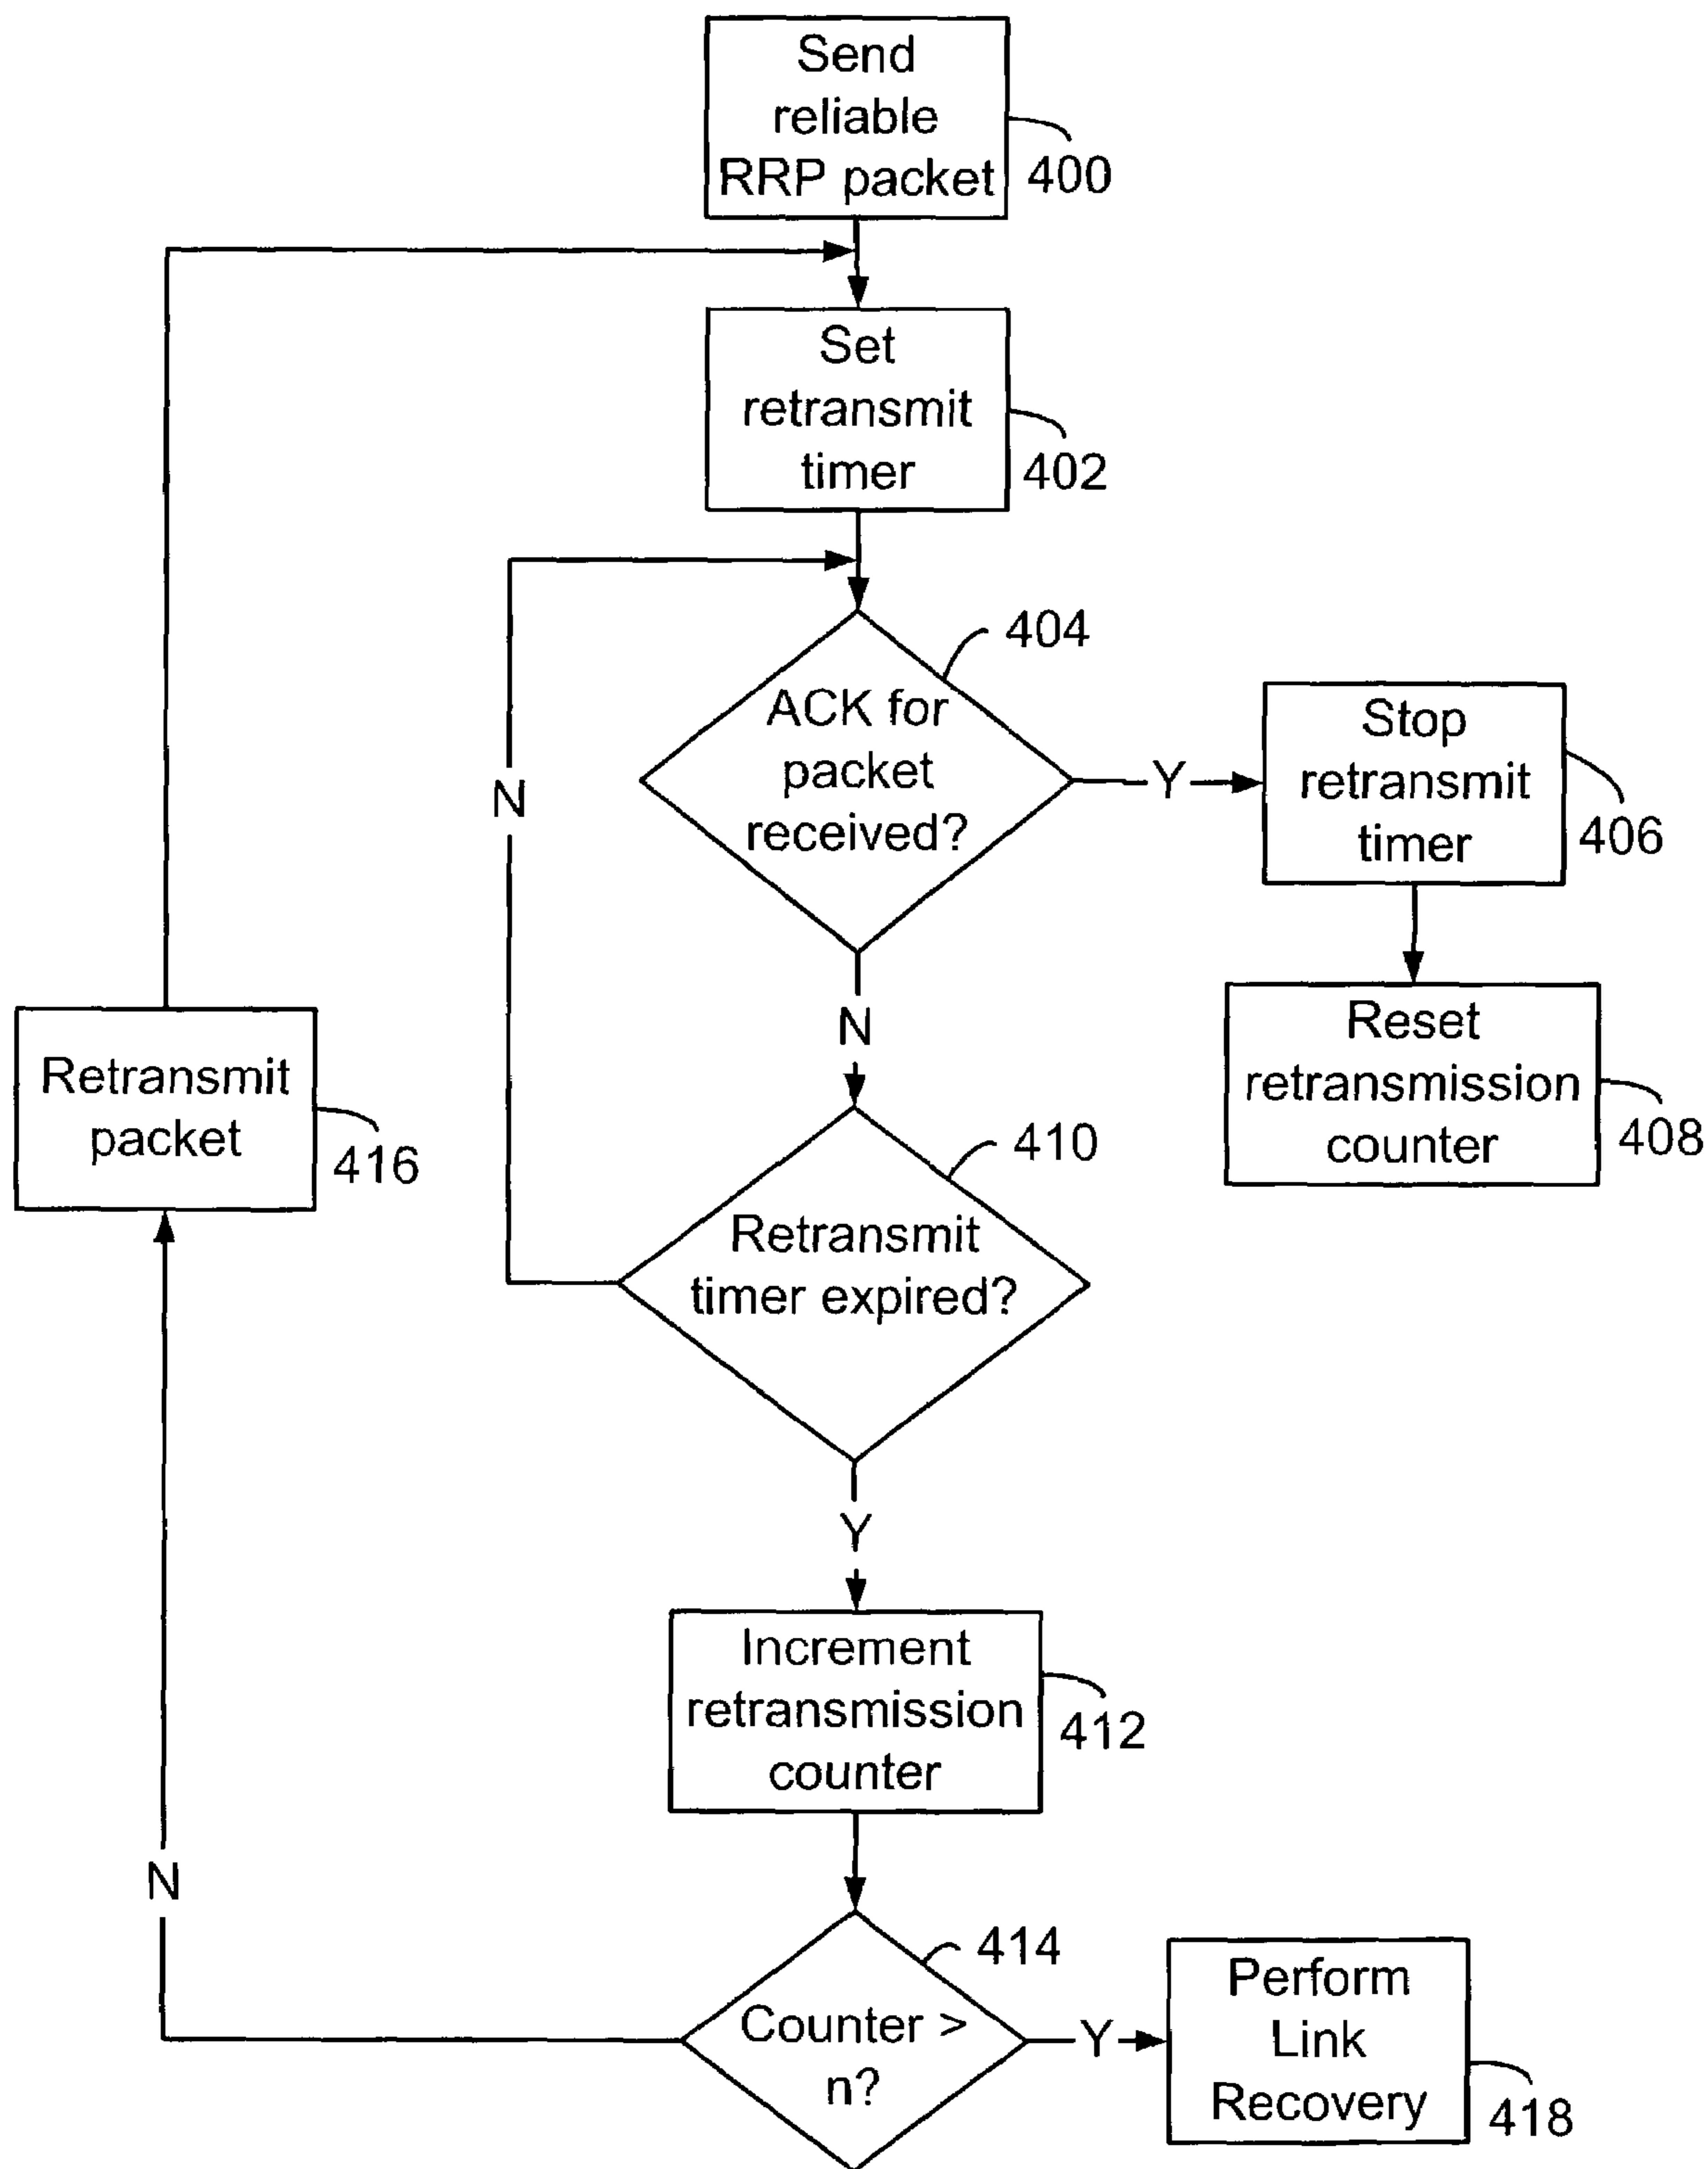 Send
reliable
RRP packet
400
Set
retransmit
timer
402
404
ACK for
packet
received?
Y
Stop
retransmit
timer
406
N
N
Reset
retransmission
counter
408
Retransmit
packet
416
410
Retransmit
timer expired?
Y
Increment
retransmission
counter
412
N
414
Counter >
n?
Y
Perform
Link
Recovery
418